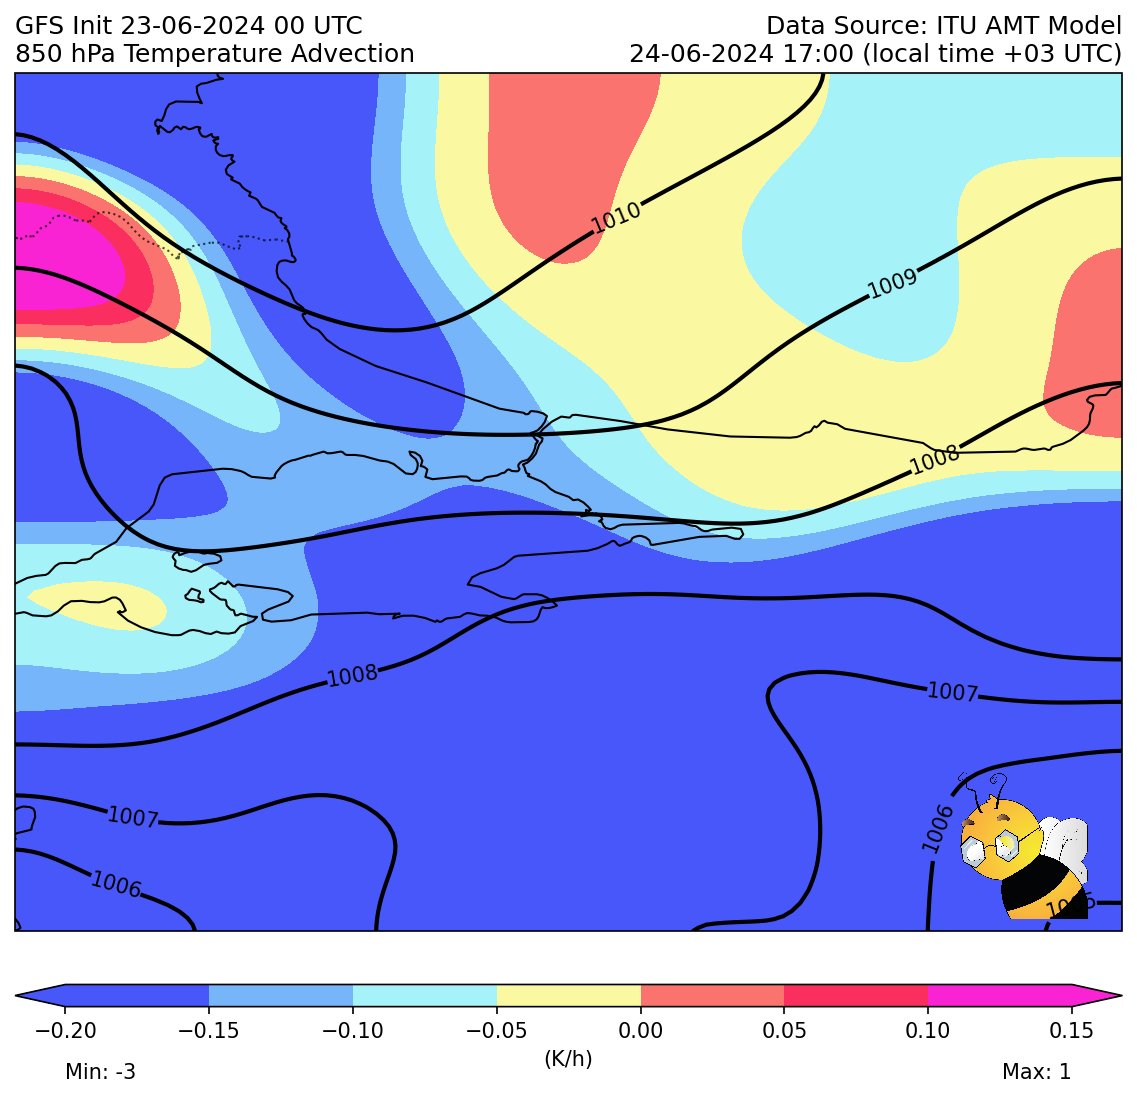 GFS Init 23-06-2024 00 UTC
Data Source: ITU AMT Model
850 hPa Temperature Advection
24-06-2024 17:00 (local time +03 UTC)
1010
1009
1008
1008
1007
1007
1006
1006
1005
−0.20 −0.15 −0.10 −0.05 0.00 0.05 0.10 0.15
(K/h)
Min: -3
Max: 1